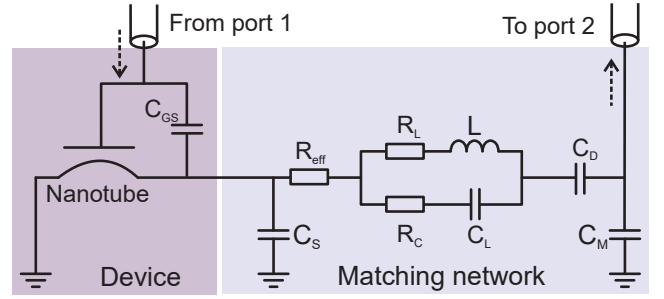 From port 1
To port 2
C_GS
R_L
L
R_eff
C_D
Nanotube
C_S
R_C
C_L
C_M
Device
Matching network